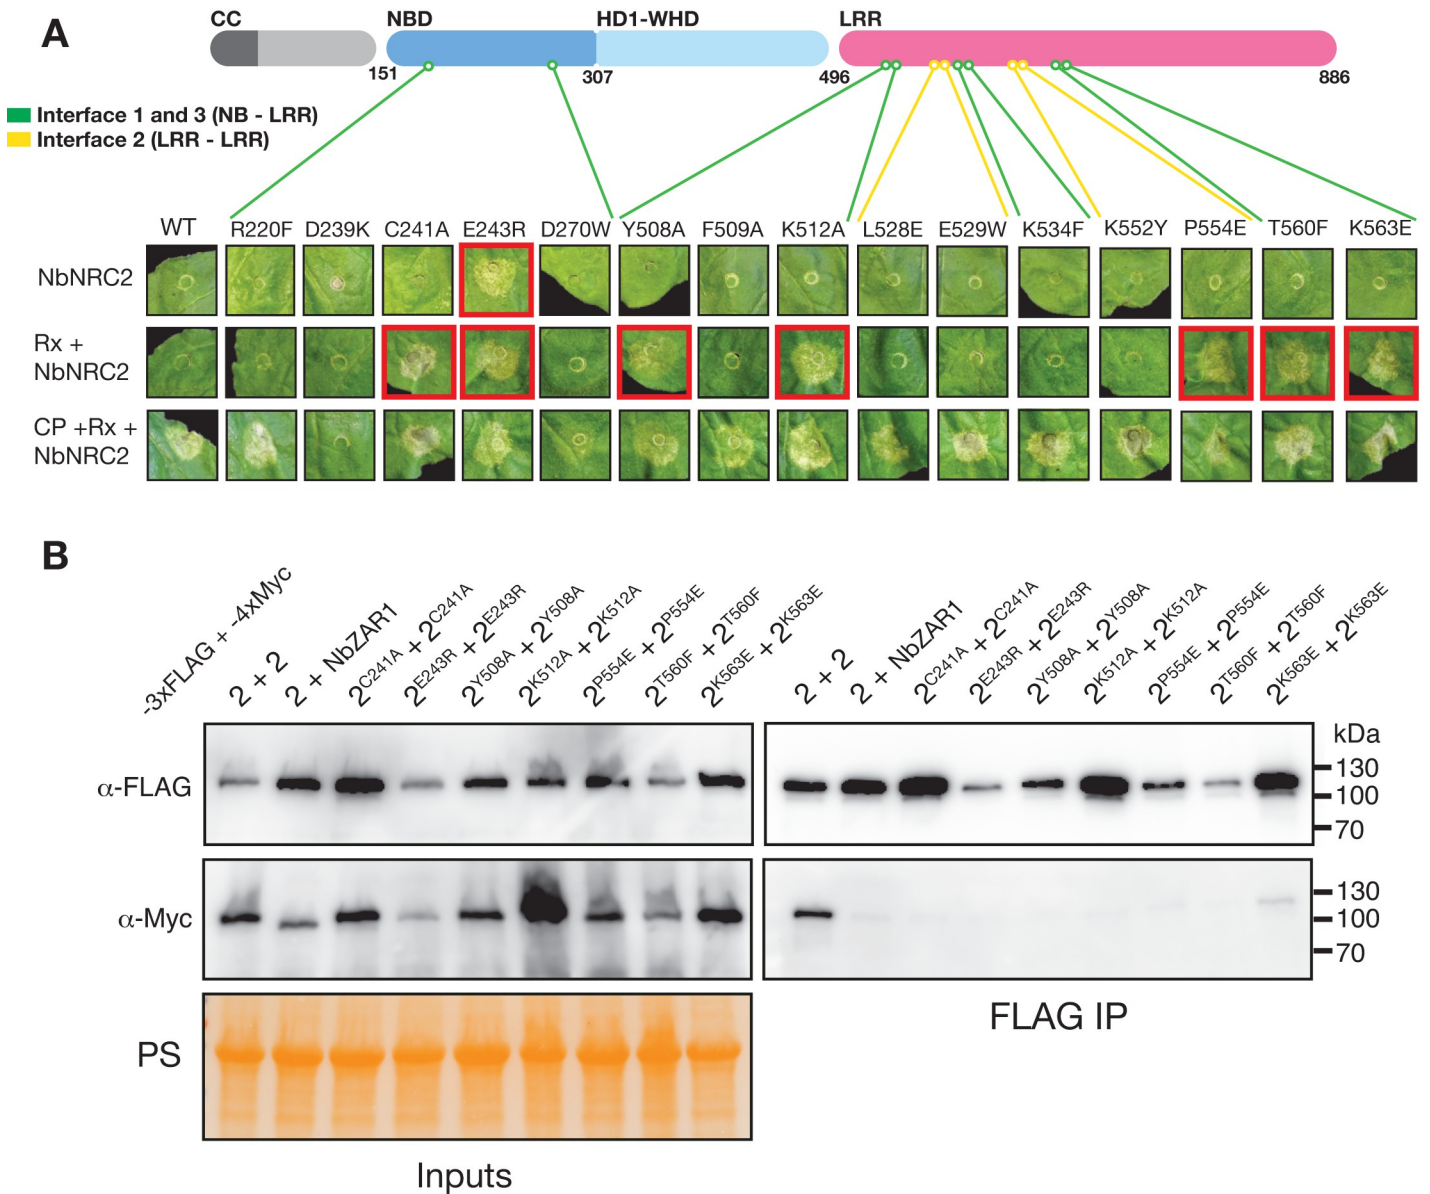 A
CC
NBD
HD1-WHD
LRR
151
307
496
886
Interface 1 and 3 (NB - LRR)
Interface 2 (LRR - LRR)
WT R220F D239K C241A E243R D270W Y508A F509A K512A L528E E529W K534F K552Y P554E T560F K563E
NbNRC2
Rx +
NbNRC2
CP +Rx +
NbNRC2
B
-3xFLAG + -4xMyc
2 + 2
2 + NbZAR1
2C241A + 2C241A
2E243R + 2E243R
2Y508A + 2Y508A
2K512A + 2K512A
2P554E + 2P554E
2T560F + 2T560F
2K563E + 2K563E
2 + 2
2 + NbZAR1
2C241A + 2C241A
2E243R + 2E243R
2Y508A + 2Y508A
2K512A + 2K512A
2P554E + 2P554E
2T560F + 2T560F
2K563E + 2K563E
kDa
α-FLAG
130
100
70
α-Myc
130
100
70
PS
FLAG IP
Inputs